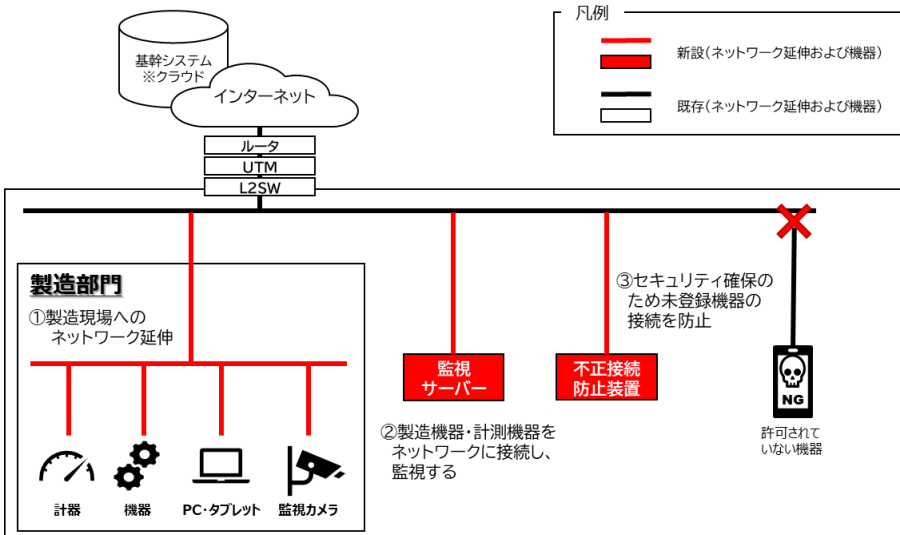 凡例
新設(ネットワーク延伸および機器)
既存(ネットワーク延伸および機器)
基幹システム
※クラウド
インターネット
ルータ
UTM
L2SW
製造部門
①製造現場への
ネットワーク延伸
計器
機器
PC・タブレット
監視カメラ
監視
サーバー
②製造機器・計測機器を
ネットワークに接続し、
監視する
不正接続
防止装置
③セキュリティ確保の
ため未登録機器の
接続を防止
NG
許可されて
いない機器